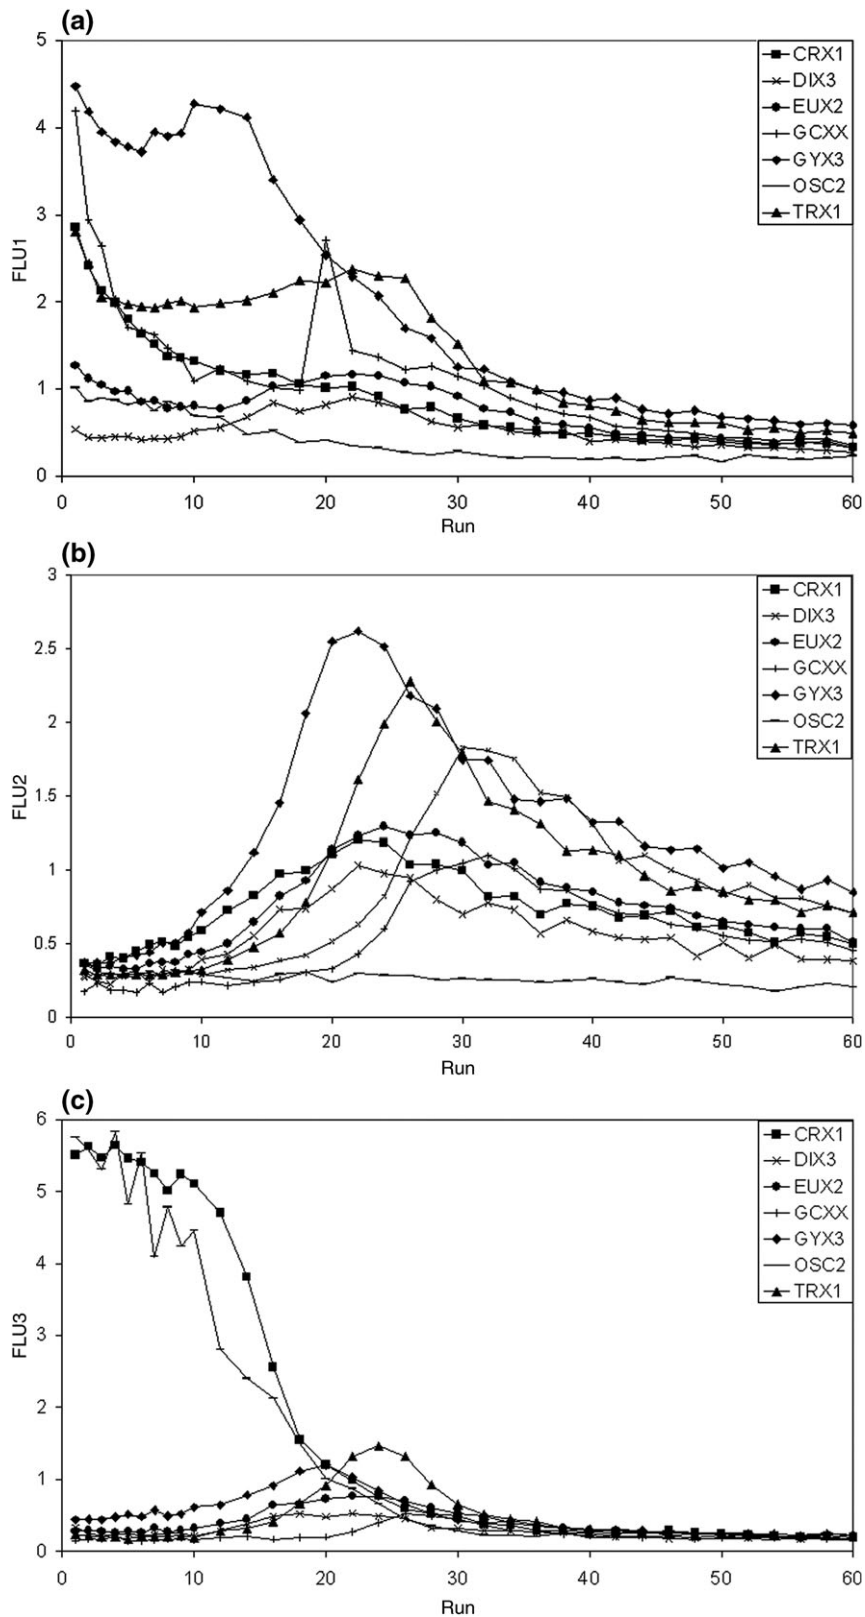 (a)
5
4
3
2
1
0
FLU1
0 10 20 30 40 50 60
Run
CRX1
DIX3
EUX2
GCXX
GYX3
OSC2
TRX1
(b)
3
2.5
2
1.5
1
0.5
0
FLU2
0 10 20 30 40 50 60
Run
CRX1
DIX3
EUX2
GCXX
GYX3
OSC2
TRX1
(c)
6
5
4
3
2
1
0
FLU3
0 10 20 30 40 50 60
Run
CRX1
DIX3
EUX2
GCXX
GYX3
OSC2
TRX1